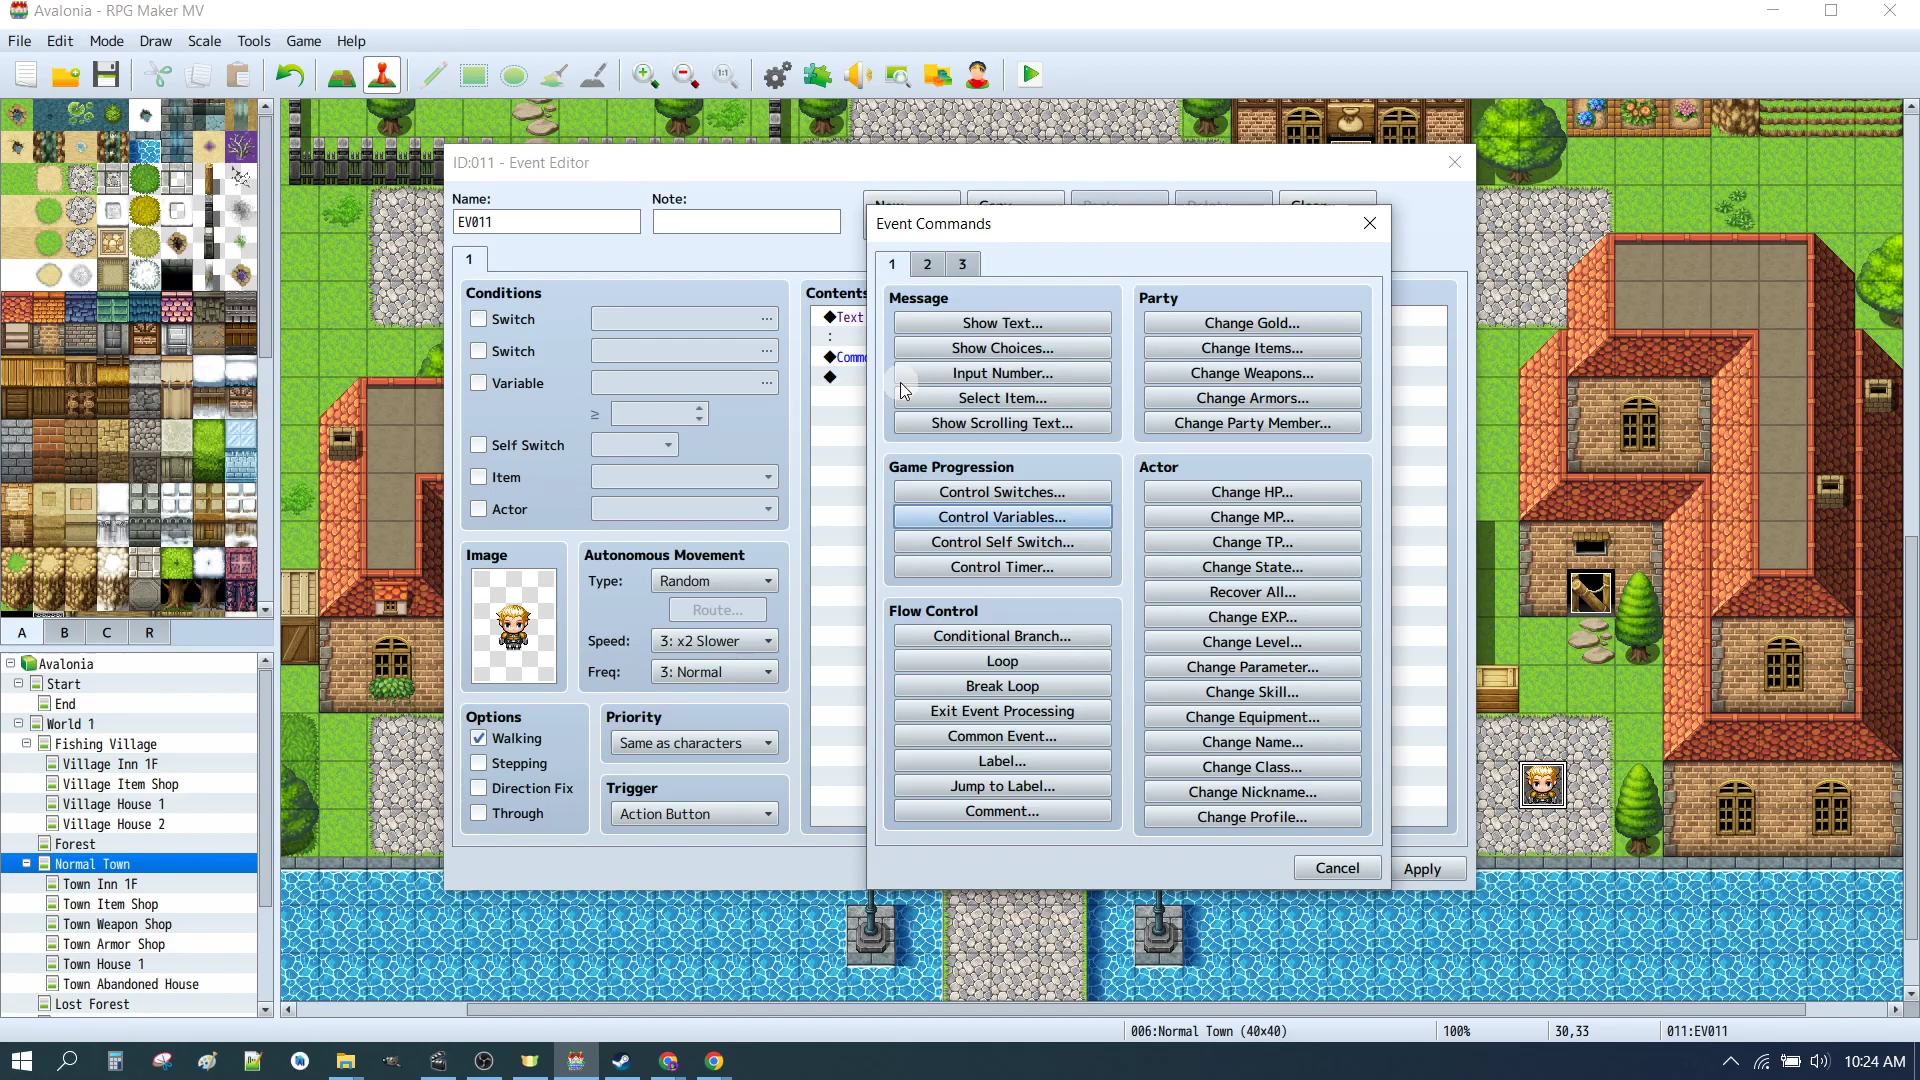 Avalonia - RPG Maker MV
File Edit Mode Draw Scale Tools Game Help
1:1
ID:011 - Event Editor
Name:
Note:
EV011
1
Conditions
Switch
...
Switch
...
Variable
...
≥
Self Switch
Item
Actor
Image
Autonomous Movement
Type:
Random
Route...
Speed:
3: x2 Slower
Freq:
3: Normal
Options
Walking
Stepping
Direction Fix
Through
Priority
Same as characters
Trigger
Action Button
Contents
◆Text
:
◆Commo
◆
Event Commands
1 2 3
Message
Show Text...
Show Choices...
Input Number...
Select Item...
Show Scrolling Text...
Game Progression
Control Switches...
Control Variables...
Control Self Switch...
Control Timer...
Flow Control
Conditional Branch...
Loop
Break Loop
Exit Event Processing
Common Event...
Label...
Jump to Label...
Comment...
Party
Change Gold...
Change Items...
Change Weapons...
Change Armors...
Change Party Member...
Actor
Change HP...
Change MP...
Change TP...
Change State...
Recover All...
Change EXP...
Change Level...
Change Parameter...
Change Skill...
Change Equipment...
Change Name...
Change Class...
Change Nickname...
Change Profile...
Cancel
Apply
A B C R
Avalonia
Start
End
World 1
Fishing Village
Village Inn 1F
Village Item Shop
Village House 1
Village House 2
Forest
Normal Town
Town Inn 1F
Town Item Shop
Town Weapon Shop
Town Armor Shop
Town House 1
Town Abandoned House
Lost Forest
006:Normal Town (40x40)
100%
30,33
011:EV011
10:24 AM